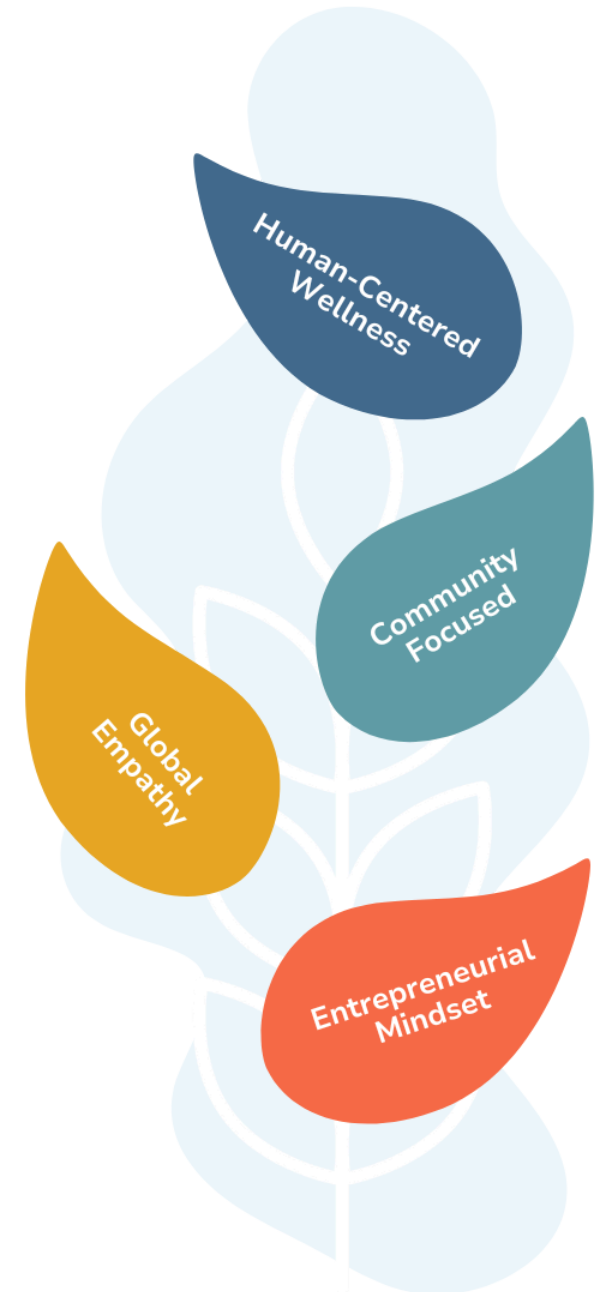 Human-Centered
Wellness
Community
Focused
Global
Empathy
Entrepreneurial
Mindset